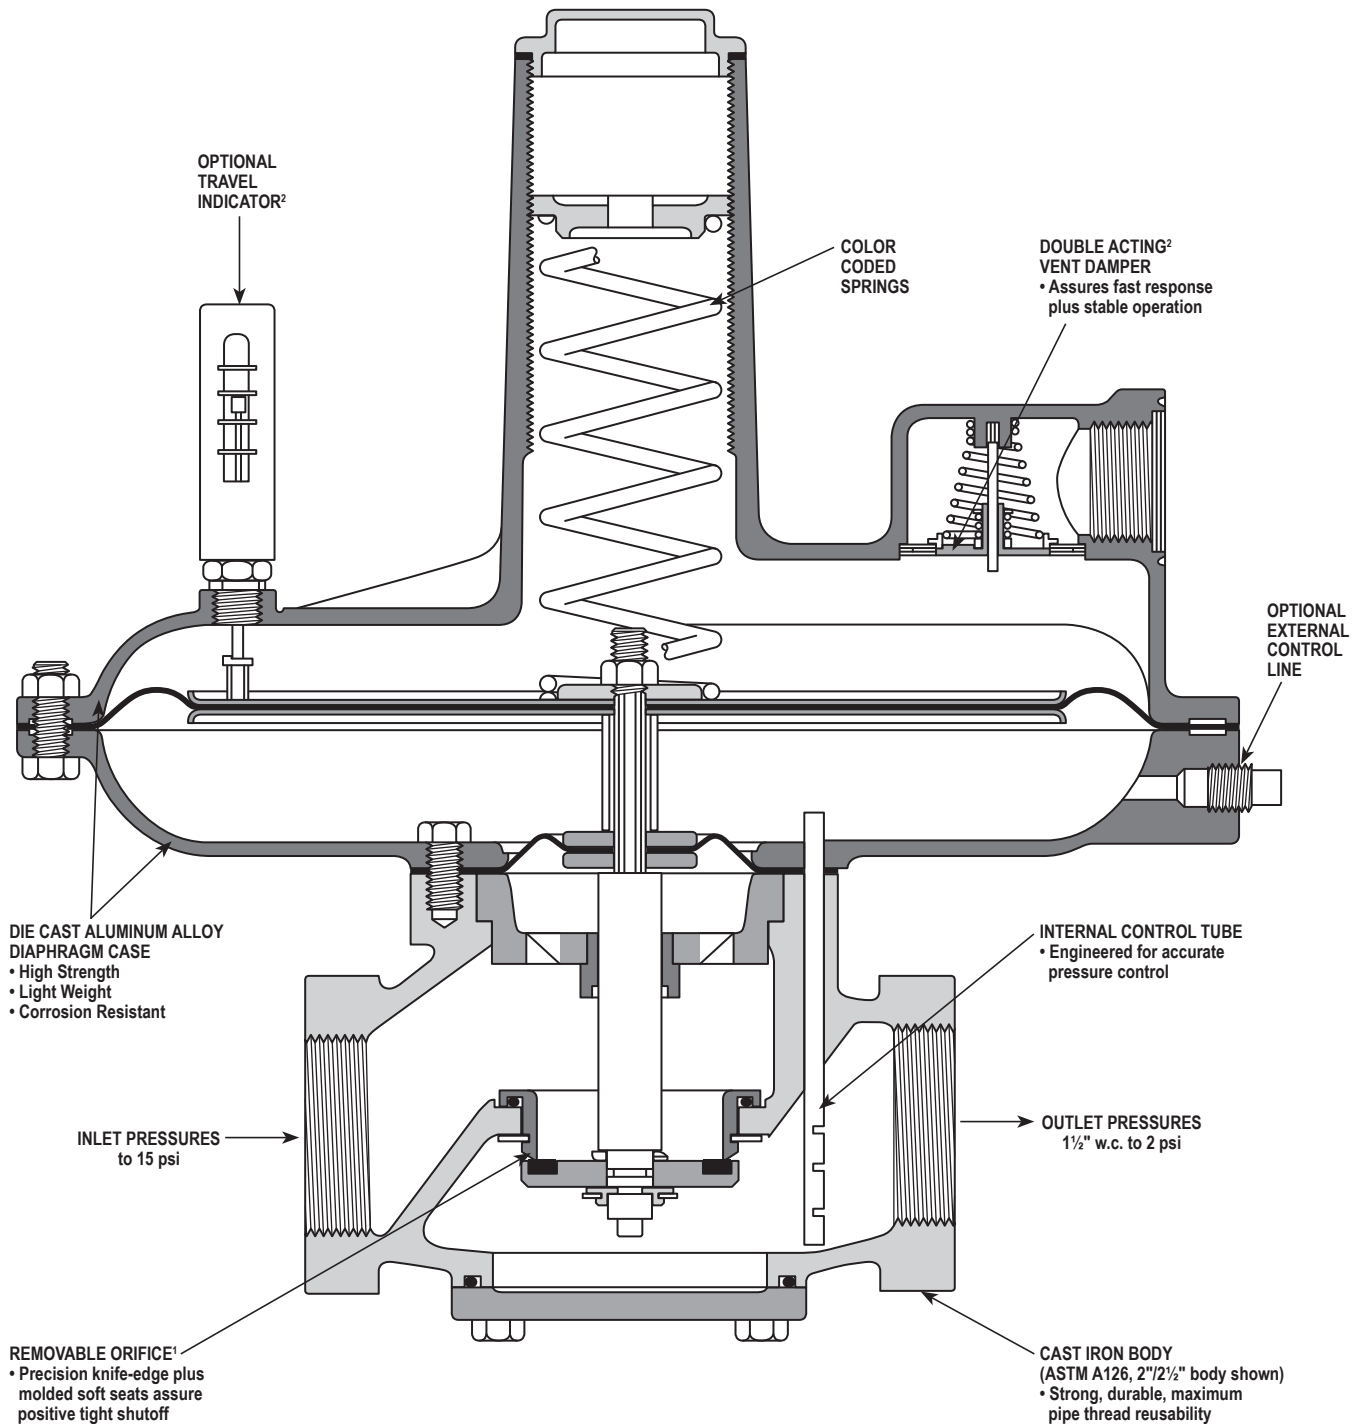 OPTIONAL
TRAVEL
INDICATOR²
COLOR
CODED
SPRINGS
DOUBLE ACTING²
VENT DAMPER
• Assures fast response
plus stable operation
OPTIONAL
EXTERNAL
CONTROL
LINE
DIE CAST ALUMINUM ALLOY
DIAPHRAGM CASE
• High Strength
• Light Weight
• Corrosion Resistant
INTERNAL CONTROL TUBE
• Engineered for accurate
pressure control
INLET PRESSURES
to 15 psi
OUTLET PRESSURES
1½" w.c. to 2 psi
REMOVABLE ORIFICE¹
• Precision knife-edge plus
molded soft seats assure
positive tight shutoff
CAST IRON BODY
(ASTM A126, 2"/2½" body shown)
• Strong, durable, maximum
pipe thread reusability